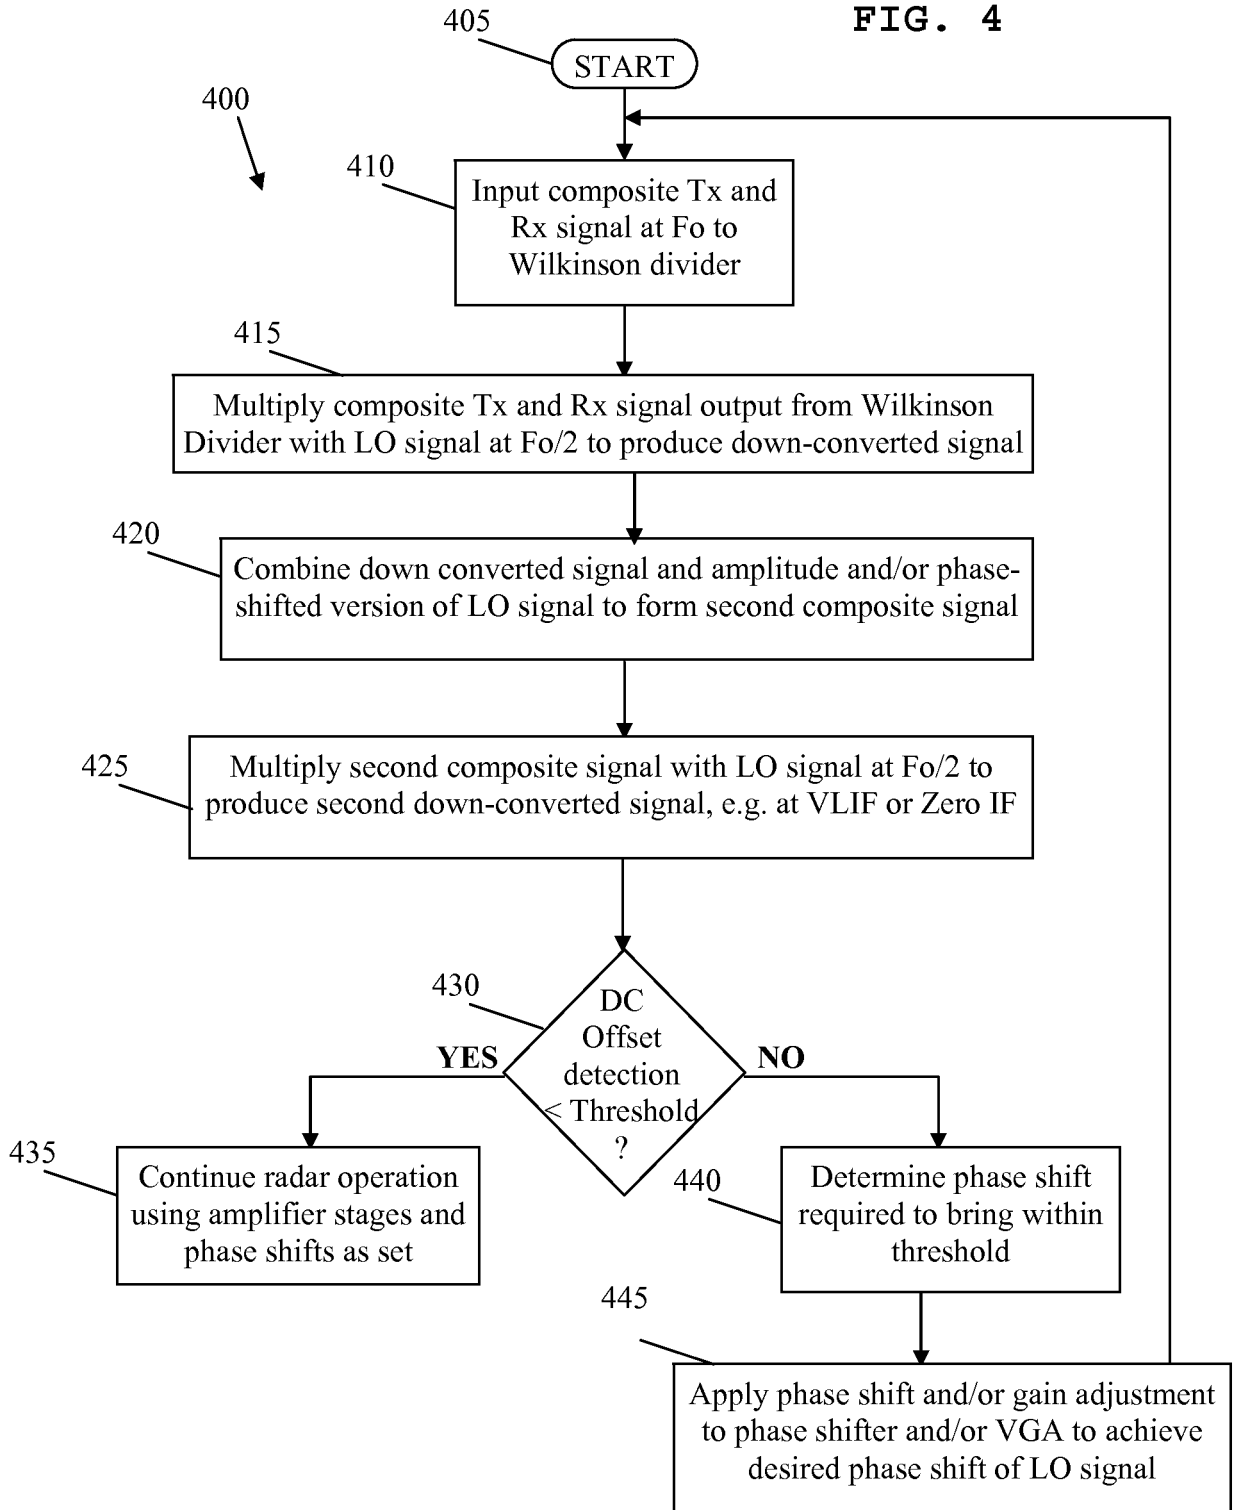 FIG. 4
405
START
400
410
Input composite Tx and
Rx signal at Fo to
Wilkinson divider
415
Multiply composite Tx and Rx signal output from Wilkinson
Divider with LO signal at Fo/2 to produce down-converted signal
420
Combine down converted signal and amplitude and/or phase-
shifted version of LO signal to form second composite signal
425
Multiply second composite signal with LO signal at Fo/2 to
produce second down-converted signal, e.g. at VLIF or Zero IF
430
DC
Offset
detection
< Threshold
?
YES
NO
435
Continue radar operation
using amplifier stages and
phase shifts as set
440
Determine phase shift
required to bring within
threshold
445
Apply phase shift and/or gain adjustment
to phase shifter and/or VGA to achieve
desired phase shift of LO signal